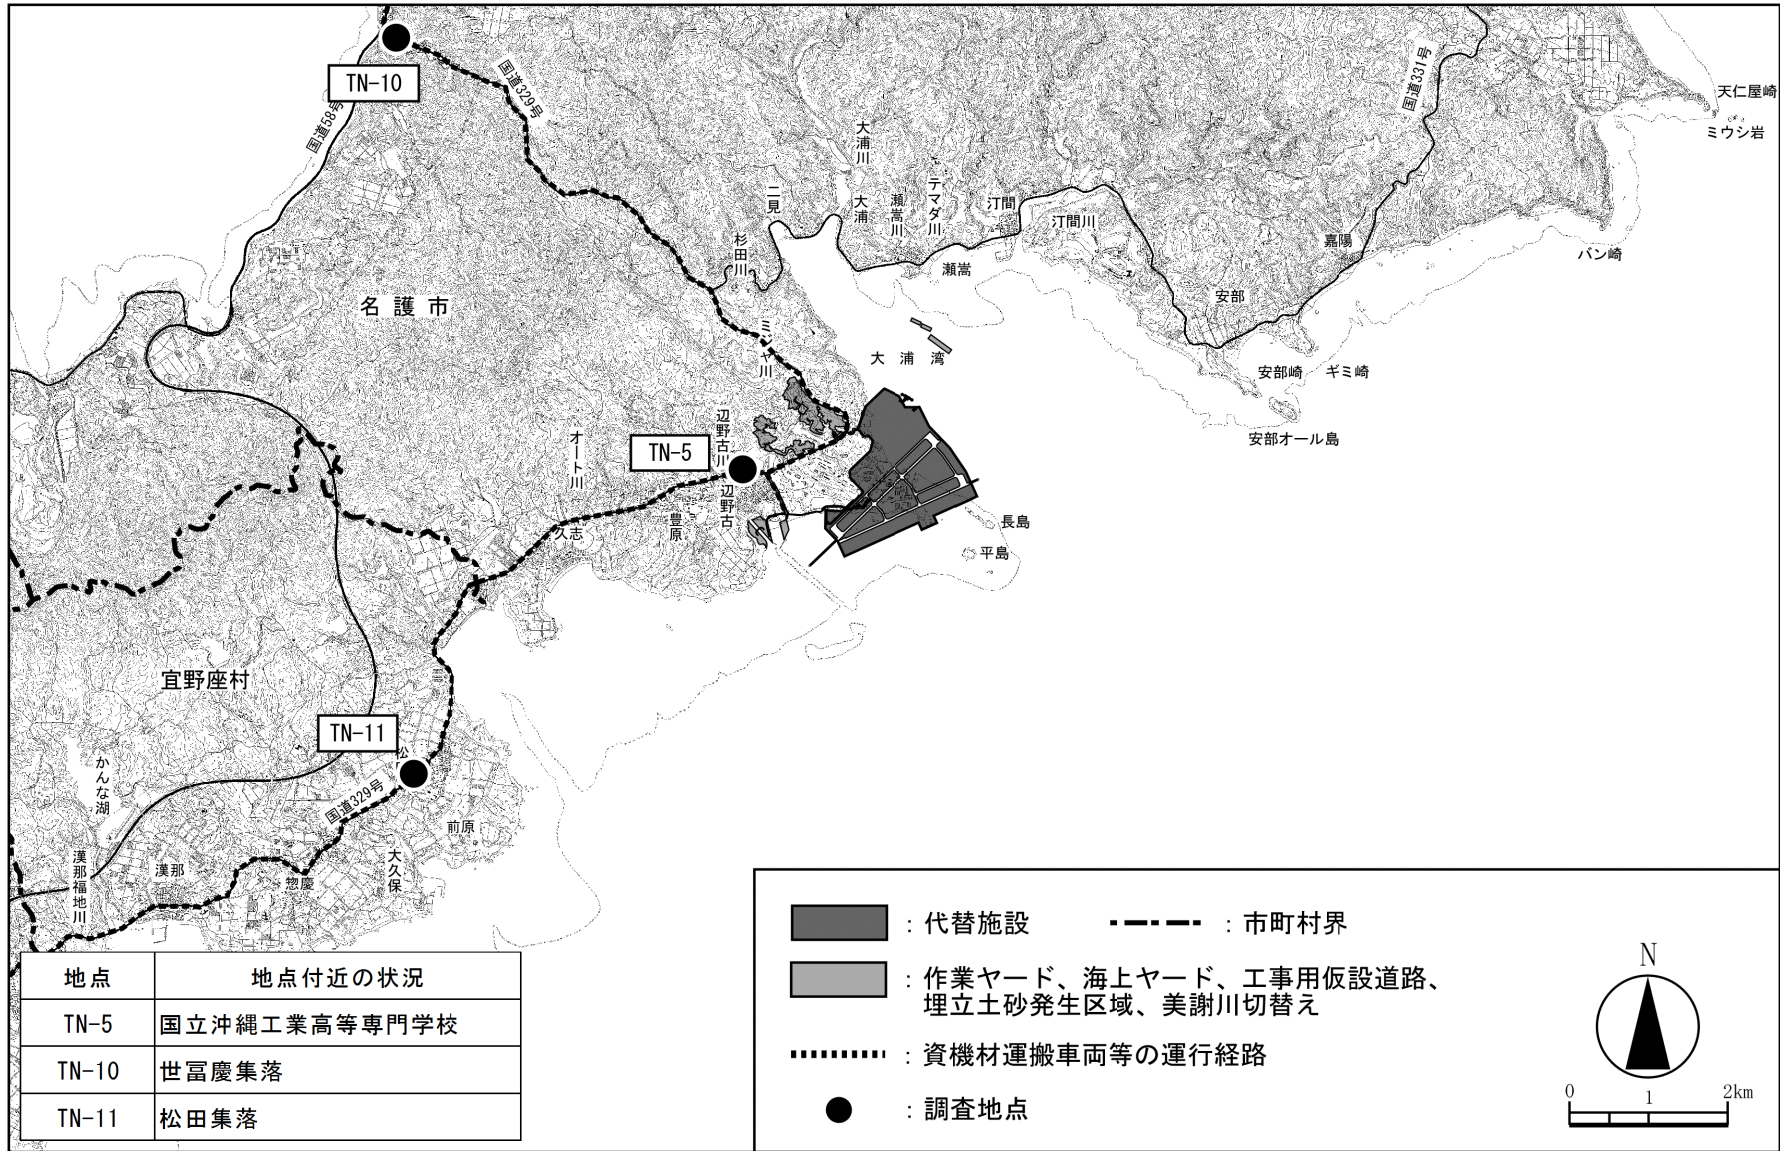 TN-10
国道58号
国道329号
国道331号
天仁屋崎
ミウシ岩
バン崎
嘉陽
安部
安部崎
ギミ崎
安部オール島
大浦川
大浦
二見
瀬嵩川
テマダ川
汀間
汀間川
瀬嵩
杉田川
名護市
ミジャ川
大浦湾
辺野古川
TN-5
オート川
辺野古
豊原
久志
長島
平島
宜野座村
TN-11
松
国道329号
かんな湖
前原
大久保
惣慶
漢那
漢那福地川
地点
地点付近の状況
TN-5
国立沖縄工業高等専門学校
TN-10
世冨慶集落
TN-11
松田集落
：代替施設
：市町村界
：作業ヤード、海上ヤード、工事用仮設道路、
埋立土砂発生区域、美謝川切替え
：資機材運搬車両等の運行経路
：調査地点
N
0
1
2km